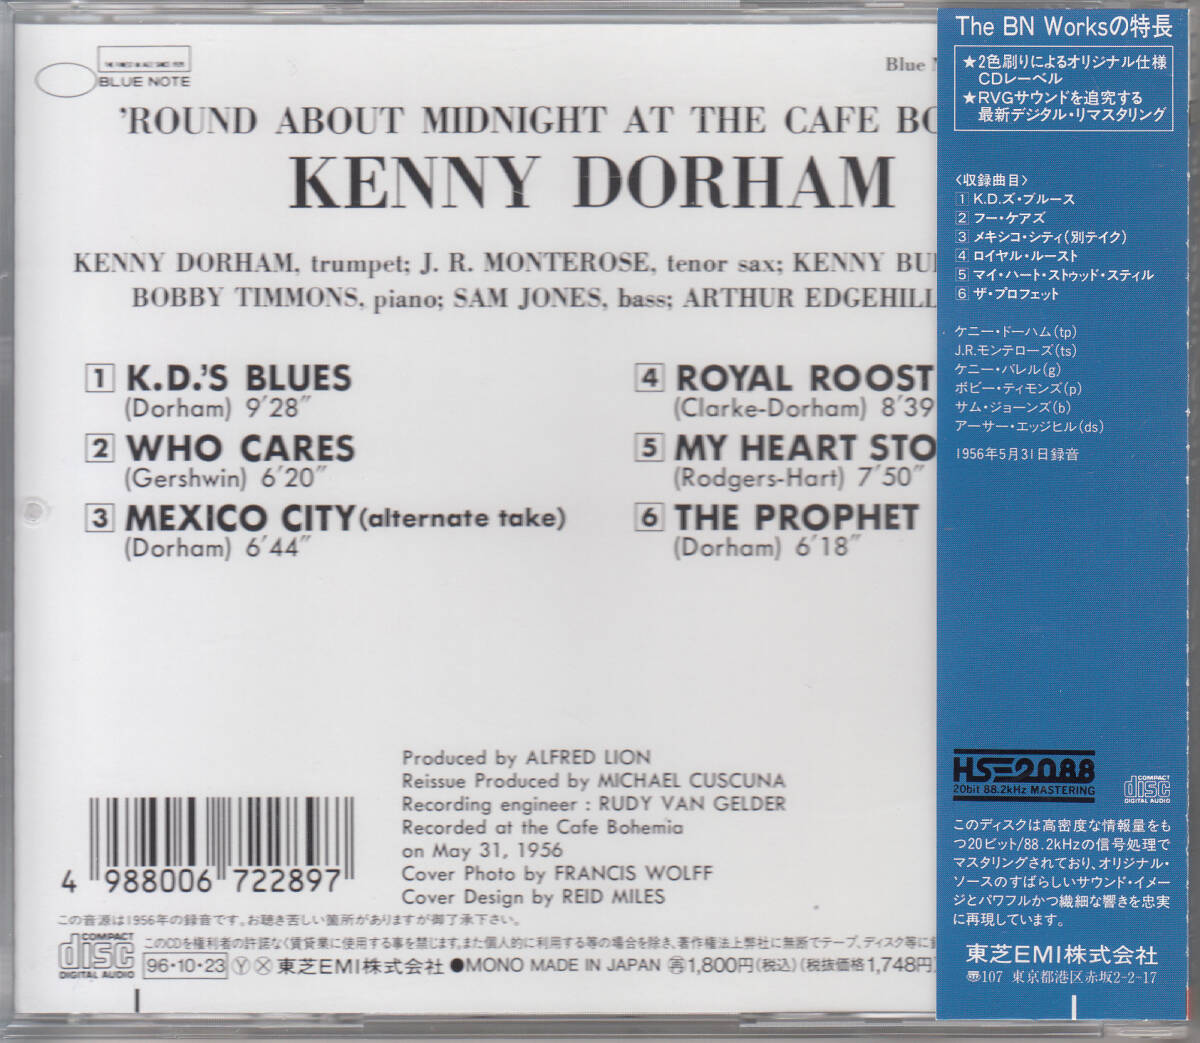 THE FINEST IN JAZZ SINCE 1939
BLUE NOTE
Blue
'ROUND ABOUT MIDNIGHT AT THE CAFE BO
KENNY DORHAM
KENNY DORHAM, trumpet; J. R. MONTEROSE, tenor sax; KENNY BU
BOBBY TIMMONS, piano; SAM JONES, bass; ARTHUR EDGEHILL
1 K.D.'S BLUES
(Dorham) 9'28"
2 WHO CARES
(Gershwin) 6'20"
3 MEXICO CITY (alternate take)
(Dorham) 6'44"
4 ROYAL ROOST
(Clarke-Dorham) 8'39
5 MY HEART STO
(Rodgers-Hart) 7'50"
6 THE PROPHET
(Dorham) 6'18"
Produced by ALFRED LION
Reissue Produced by MICHAEL CUSCUNA
Recording engineer : RUDY VAN GELDER
Recorded at the Cafe Bohemia
on May 31, 1956
Cover Photo by FRANCIS WOLFF
Cover Design by REID MILES
4 988006 722897
この音源は1956年の録音です。お聴き苦しい箇所がありますが御了承下さい。
COMPACT disc DIGITAL AUDIO
このCDを権利者の許諾なく賃貸業に使用する事を禁じます。また個人的に利用する等の場合を除き、著作権法上弊社に無断でテープ、ディスク等に
96・10・23 Ⓨ Ⓧ 東芝EMI株式会社 ●MONO MADE IN JAPAN 再 1,800円(税込)(税抜価格1,748円)
The BN Worksの特長
★2色刷りによるオリジナル仕様
CDレーベル
★RVGサウンドを追究する
最新デジタル・リマスタリング
〈収録曲目〉
1 K.D.ズ・ブルース
2 フー・ケアズ
3 メキシコ・シティ(別テイク)
4 ロイヤル・ルースト
5 マイ・ハート・ストゥッド・スティル
6 ザ・プロフェット
ケニー・ドーハム(tp)
J.R.モンテローズ(ts)
ケニー・バレル(g)
ボビー・ティモンズ(p)
サム・ジョーンズ(b)
アーサー・エッジヒル(ds)
1956年5月31日録音
HS2088
20bit 88.2kHz MASTERING
COMPACT disc DIGITAL AUDIO
このディスクは高密度な情報量をも
つ20ビット/88.2kHzの信号処理で
マスタリングされており、オリジナル・
ソースのすばらしいサウンド・イメー
ジとパワフルかつ繊細な響きを忠実
に再現しています。
東芝EMI株式会社
〠107 東京都港区赤坂2-2-17